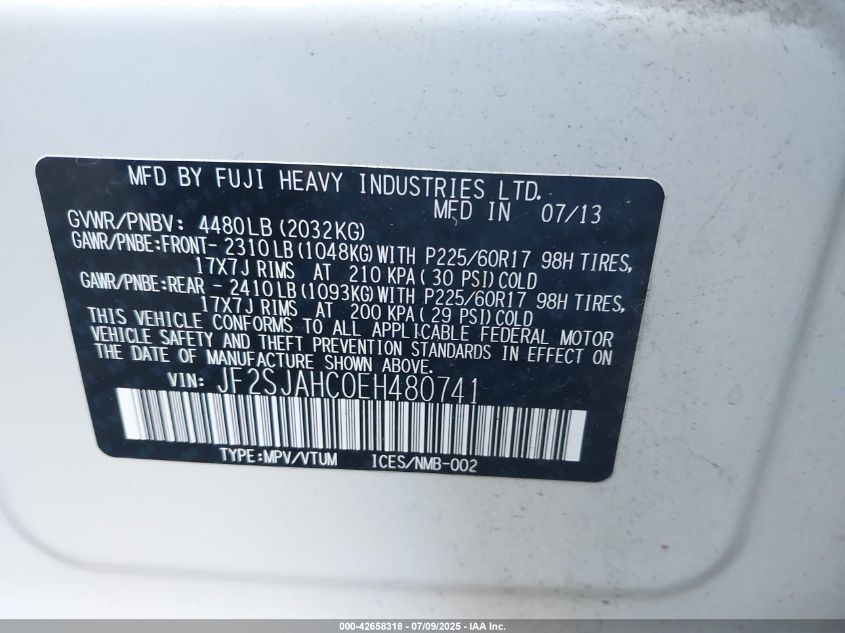 MFD BY FUJI HEAVY INDUSTRIES LTD.
MFD IN 07/13
GVWR/PNBV: 4480LB (2032KG)
GAWR/PNBE:FRONT- 2310LB (1048KG) WITH P225/60R17 98H TIRES,
17X7J RIMS AT 210 KPA ( 30 PSI) COLD
GAWR/PNBE:REAR - 2410LB (1093KG) WITH P225/60R17 98H TIRES,
17X7J RIMS AT 200 KPA ( 29 PSI) COLD
THIS VEHICLE CONFORMS TO ALL APPLICABLE FEDERAL MOTOR
VEHICLE SAFETY AND THEFT PREVENTION STANDARDS IN EFFECT ON
THE DATE OF MANUFACTURE SHOWN ABOVE.
VIN: JF2SJAHC0EH480741
TYPE:MPV/VTUM ICES/NMB-002
000-42658318 - 07/09/2025 - IAA Inc.